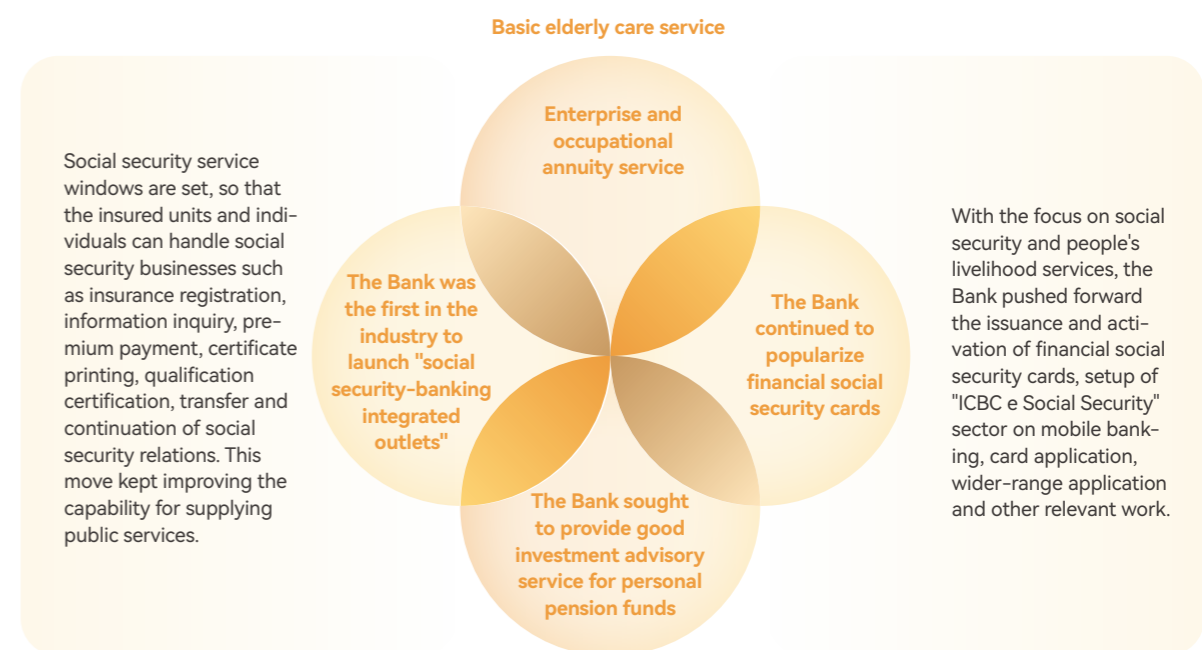 Basic elderly care service
Enterprise and
occupational
annuity service
Social security service
windows are set, so that
the insured units and indi-
viduals can handle social
security businesses such
as insurance registration,
information inquiry, pre-
mium payment, certificate
printing, qualification
certification, transfer and
continuation of social
security relations. This
move kept improving the
capability for supplying
public services.
The Bank was
the first in the
industry to
launch "social
security-banking
integrated
outlets"
The Bank
continued to
popularize
financial social
security cards
With the focus on social
security and people's
livelihood services, the
Bank pushed forward
the issuance and acti-
vation of financial social
security cards, setup of
"ICBC e Social Security"
sector on mobile bank-
ing, card application,
wider-range application
and other relevant work.
The Bank sought
to provide good
investment advisory
service for personal
pension funds